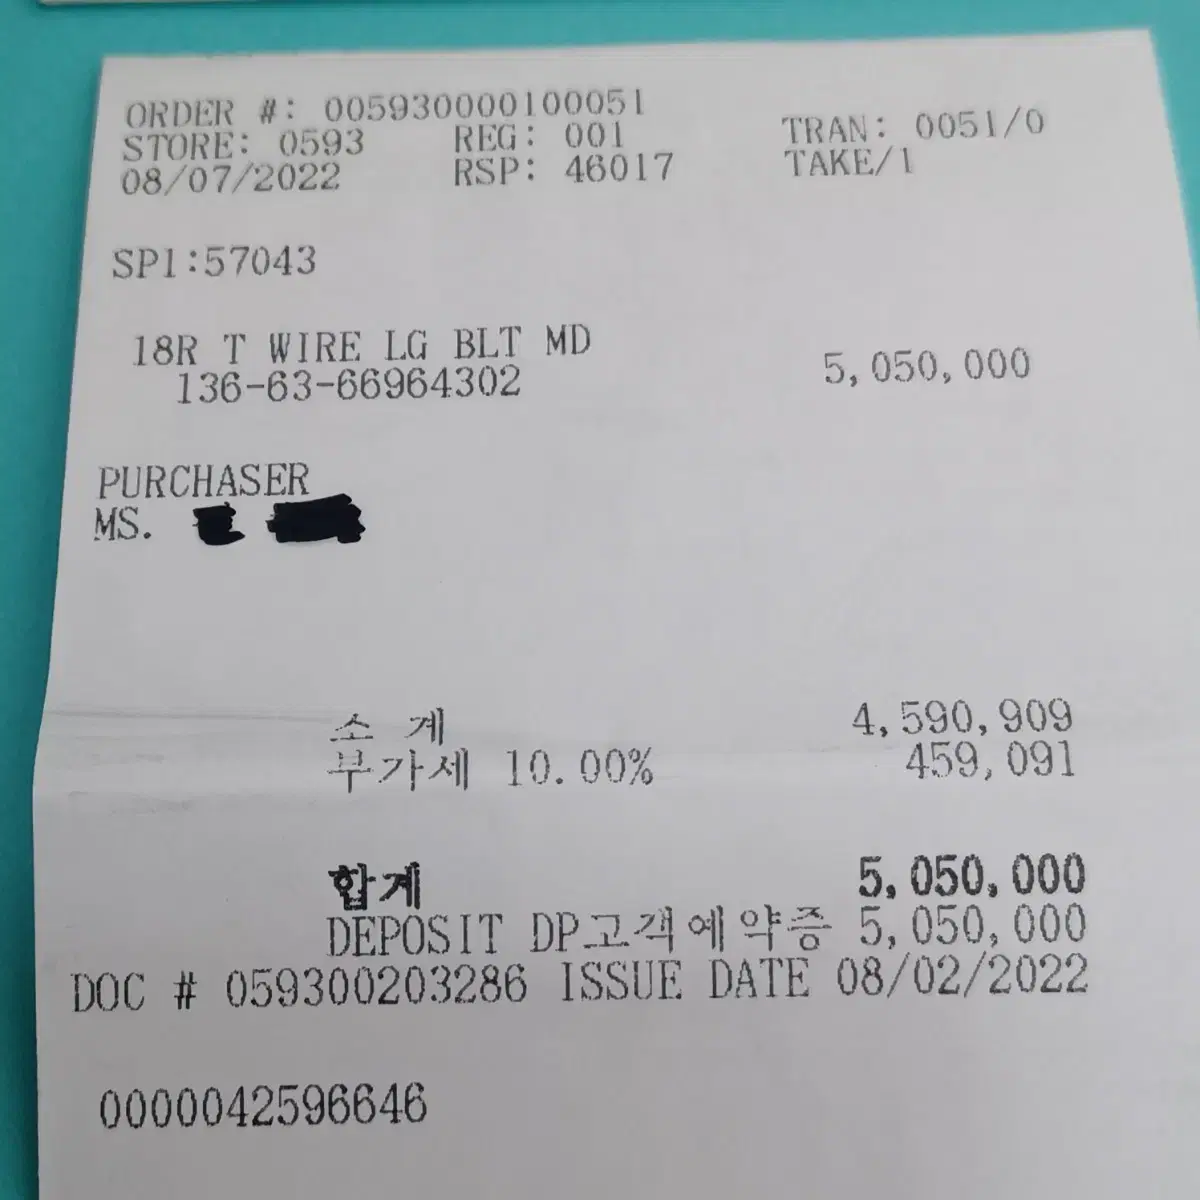 ORDER #: 005930000100051
STORE: 0593 REG: 001 TRAN: 0051/0
08/07/2022 RSP: 46017 TAKE/1
SP1:57043
18R T WIRE LG BLT MD
136-63-66964302 5,050,000
PURCHASER
MS.
소 계 4,590,909
부가세 10.00% 459,091
합계 5,050,000
DEPOSIT DP고객예약증 5,050,000
DOC # 059300203286 ISSUE DATE 08/02/2022
0000042596646